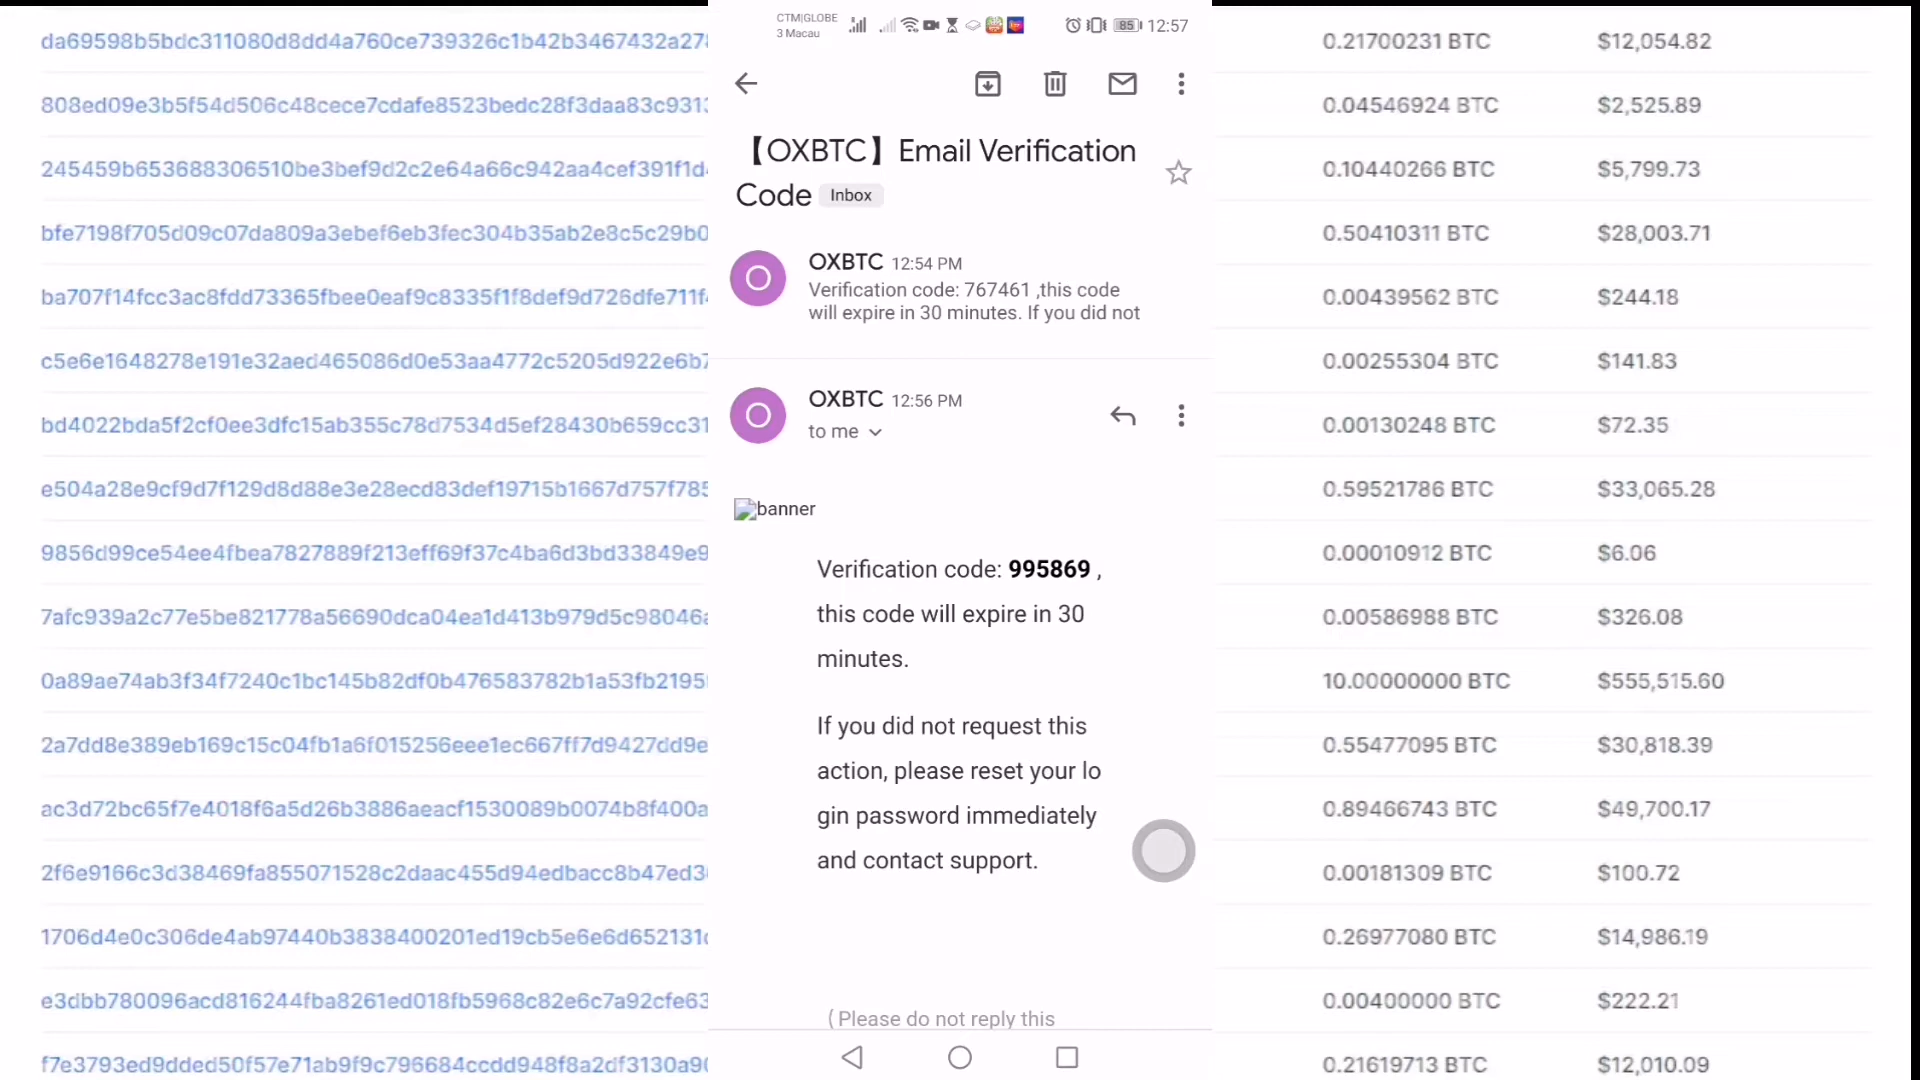 da69598b5bdc311080d8dd4a760ce739326c1b42b3467432a278
0.21700231 BTC $12,054.82
808ed09e3b5f54d506c48cece7cdafe8523bedc28f3daa83c9313
0.04546924 BTC $2,525.89
245459b653688306510be3bef9d2c2e64a66c942aa4cef391f1d
0.10440266 BTC $5,799.73
bfe7198f705d09c07da809a3ebef6eb3fec304b35ab2e8c5c29b0
0.50410311 BTC $28,003.71
ba707f14fcc3ac8fdd73365fbee0eaf9c8335f1f8def9d726dfe711f
0.00439562 BTC $244.18
c5e6e1648278e191e32aed465086d0e53aa4772c5205d922e6b7
0.00255304 BTC $141.83
bd4022bda5f2cf0ee3dfc15ab355c78d7534d5ef28430b659cc31
0.00130248 BTC $72.35
e504a28e9cf9d7f129d8d88e3e28ecd83def19715b1667d757f785
0.59521786 BTC $33,065.28
9856d99ce54ee4fbea7827889f213eff69f37c4ba6d3bd33849e9
0.00010912 BTC $6.06
7afc939a2c77e5be821778a56690dca04ea1d413b979d5c98046a
0.00586988 BTC $326.08
0a89ae74ab3f34f7240c1bc145b82df0b476583782b1a53fb2195
10.00000000 BTC $555,515.60
2a7dd8e389eb169c15c04fb1a6f015256eee1ec667ff7d9427dd9e
0.55477095 BTC $30,818.39
ac3d72bc65f7e4018f6a5d26b3886aeacf1530089b0074b8f400a
0.89466743 BTC $49,700.17
2f6e9166c3d38469fa855071528c2daac455d94edbacc8b47ed3
0.00181309 BTC $100.72
1706d4e0c306de4ab97440b3838400201ed19cb5e6e6d652131
0.26977080 BTC $14,986.19
e3dbb780096acd816244fba8261ed018fb5968c82e6c7a92cfe63
0.00400000 BTC $222.21
f7e3793ed9dded50f57e71ab9f9c796684ccdd948f8a2df3130a90
0.21619713 BTC $12,010.09
CTM|GLOBE
3 Macau
85 12:57
【OXBTC】Email Verification
Code Inbox
O
OXBTC 12:54 PM
Verification code: 767461 ,this code
will expire in 30 minutes. If you did not
O
OXBTC 12:56 PM
to me
banner
Verification code: 995869 ,
this code will expire in 30
minutes.
If you did not request this
action, please reset your lo
gin password immediately
and contact support.
(Please do not reply this